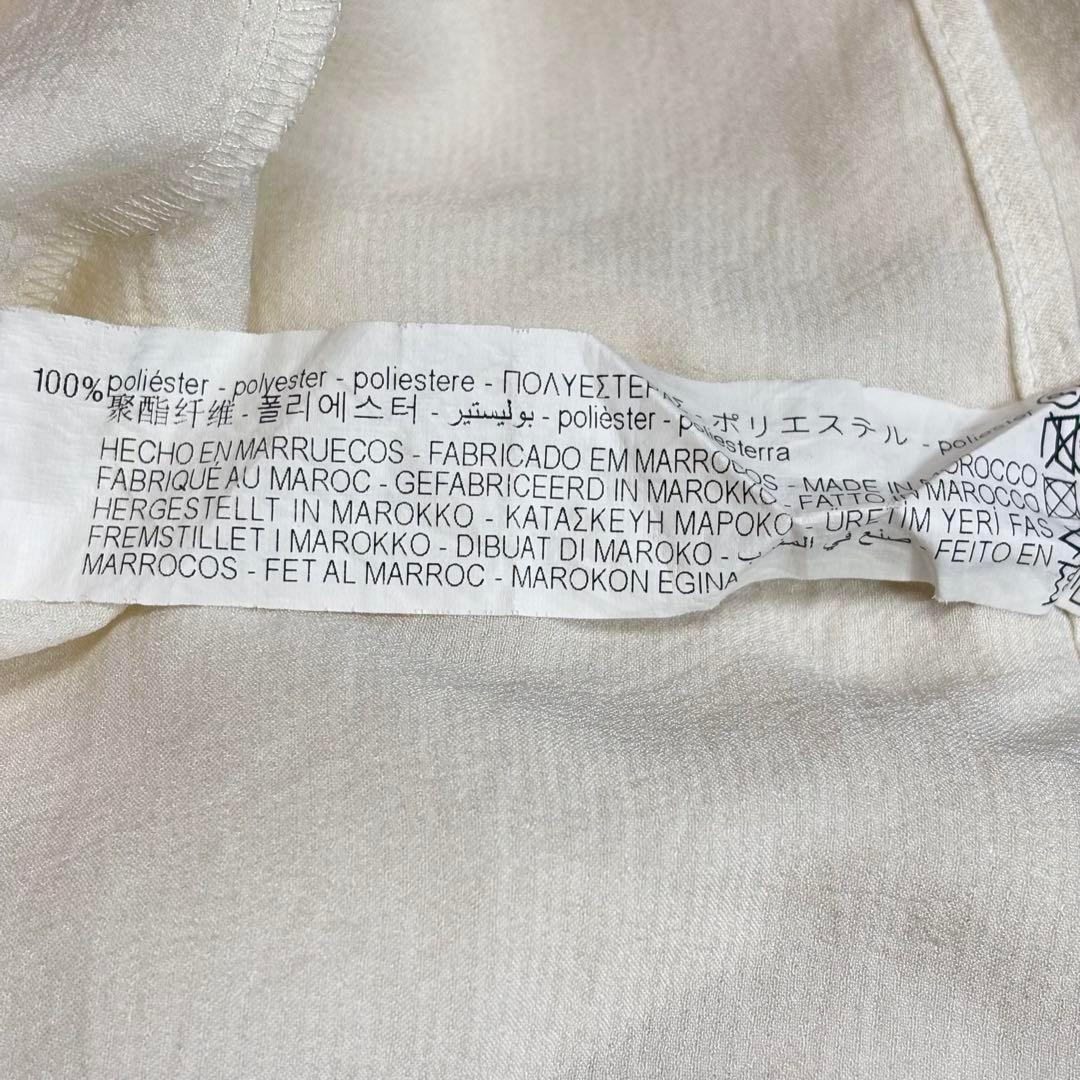 100% poliéster - polyester - poliestere - ΠΟΛΥΕΣΤΕΡ
聚酯纤维 - 폴리에스터 - بوليستير - polièster - ポリエステル -
HECHO EN MARRUECOS - FABRICADO EM MARROCOS - MADE IN MOROCCO
FABRIQUÉ AU MAROC - GEFABRICEERD IN MAROKKO - FATTO IN MAROCCO
HERGESTELLT IN MAROKKO - ΚΑΤΑΣΚΕΥΗ ΜΑΡΟΚΟ - ÜRETİM YERİ FAS
FREMSTILLET I MAROKKO - DIBUAT DI MAROKO - صنع في - FEITO EN
MARROCOS - FET AL MARROC - MAROKON EGINA